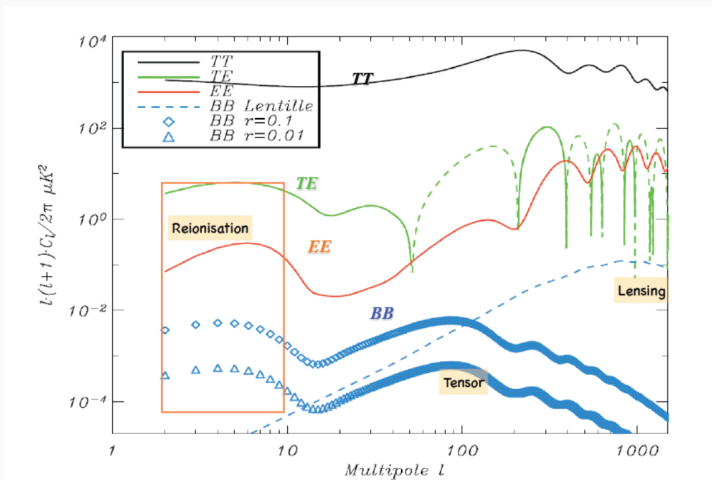 10⁴
10²
10⁰
10⁻²
10⁻⁴
l·(l+1)·C_l/2π μK²
TT
TE
EE
BB Lentille
BB r=0.1
BB r=0.01
TT
TE
Reionisation
EE
BB
Lensing
Tensor
1
10
100
1000
Multipole l